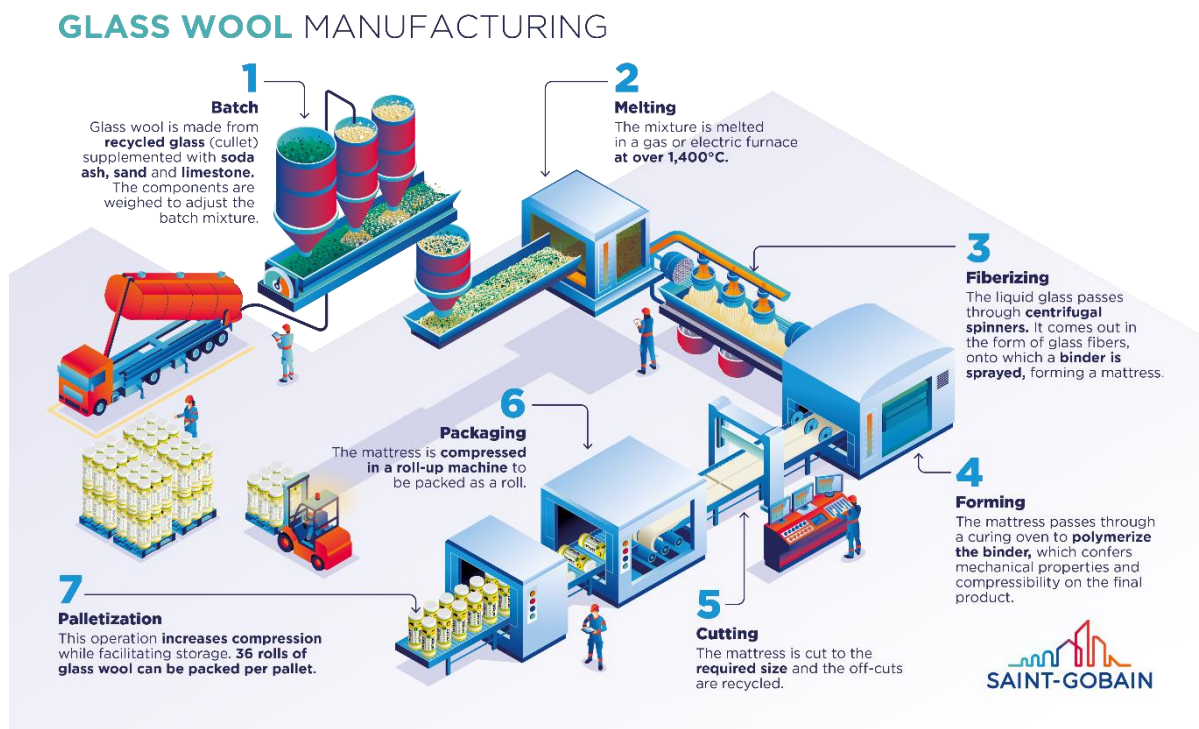 GLASS WOOL MANUFACTURING
1
Batch
Glass wool is made from
recycled glass (cullet)
supplemented with soda
ash, sand and limestone.
The components are
weighed to adjust the
batch mixture.
2
Melting
The mixture is melted
in a gas or electric furnace
at over 1,400°C.
3
Fiberizing
The liquid glass passes
through centrifugal
spinners. It comes out in
the form of glass fibers,
onto which a binder is
sprayed, forming a mattress.
4
Forming
The mattress passes through
a curing oven to polymerize
the binder, which confers
mechanical properties and
compressibility on the final
product.
5
Cutting
The mattress is cut to the
required size and the off-cuts
are recycled.
6
Packaging
The mattress is compressed
in a roll-up machine to
be packed as a roll.
7
Palletization
This operation increases compression
while facilitating storage. 36 rolls of
glass wool can be packed per pallet.
SAINT-GOBAIN